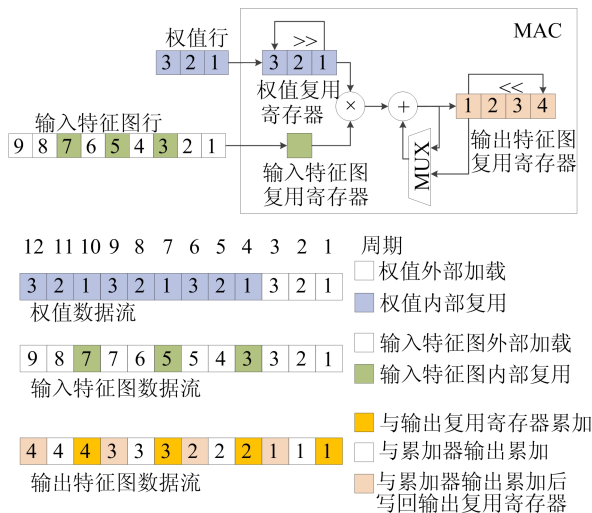 MAC
权值行
>>
3 2 1
3 2 1
权值复用
寄存器
×
+
<<
1 2 3 4
输出特征图
复用寄存器
MUX
输入特征图行
9 8 7 6 5 4 3 2 1
输入特征图
复用寄存器
12 11 10 9 8 7 6 5 4 3 2 1
周期
3 2 1 3 2 1 3 2 1 3 2 1
权值数据流
权值外部加载
权值内部复用
9 8 7 7 6 5 5 4 3 3 2 1
输入特征图数据流
输入特征图外部加载
输入特征图内部复用
4 4 4 3 3 3 2 2 2 1 1 1
输出特征图数据流
与输出复用寄存器累加
与累加器输出累加
与累加器输出累加后
写回输出复用寄存器